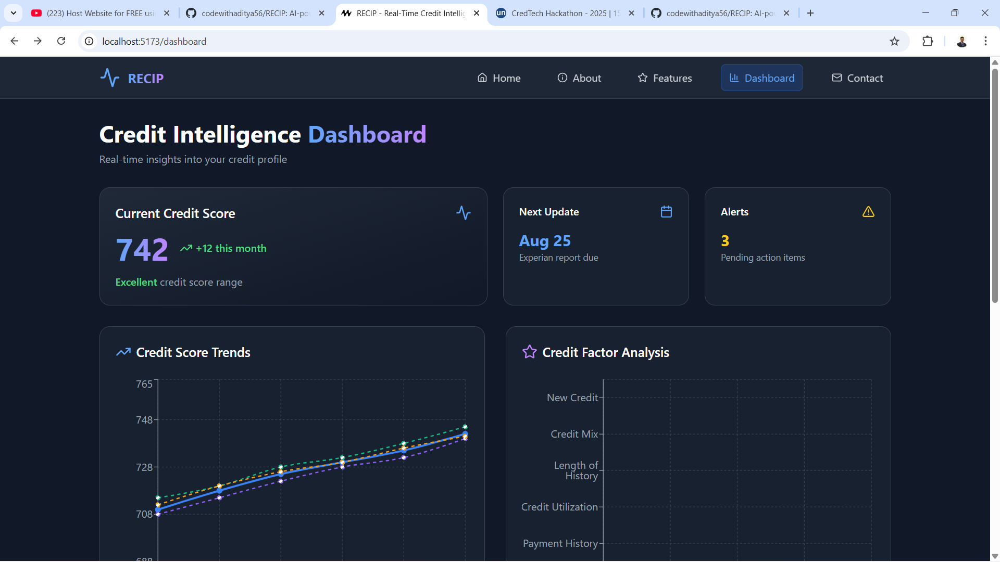 (223) Host Website for FREE usi
codewithaditya56/RECIP: AI-po
RECIP - Real-Time Credit Intellig
CredTech Hackathon - 2025 | 15
codewithaditya56/RECIP: AI-po
localhost:5173/dashboard
RECIP
Home
About
Features
Dashboard
Contact
Credit Intelligence Dashboard
Real-time insights into your credit profile
Current Credit Score
742
+12 this month
Excellent credit score range
Next Update
Aug 25
Experian report due
Alerts
3
Pending action items
Credit Score Trends
765
748
728
708
688
Credit Factor Analysis
New Credit
Credit Mix
Length of
History
Credit Utilization
Payment History